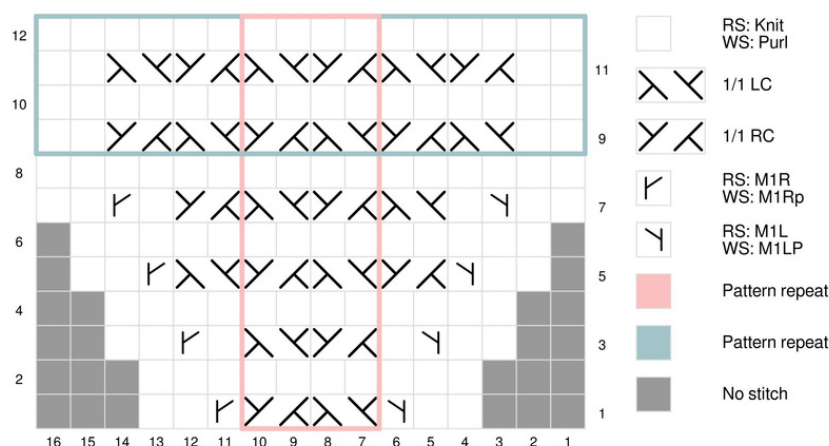 12
11
10
9
8
7
6
5
4
3
2
1
16 15 14 13 12 11 10 9 8 7 6 5 4 3 2 1
RS: Knit
WS: Purl
1/1 LC
1/1 RC
RS: M1R
WS: M1Rp
RS: M1L
WS: M1LP
Pattern repeat
Pattern repeat
No stitch